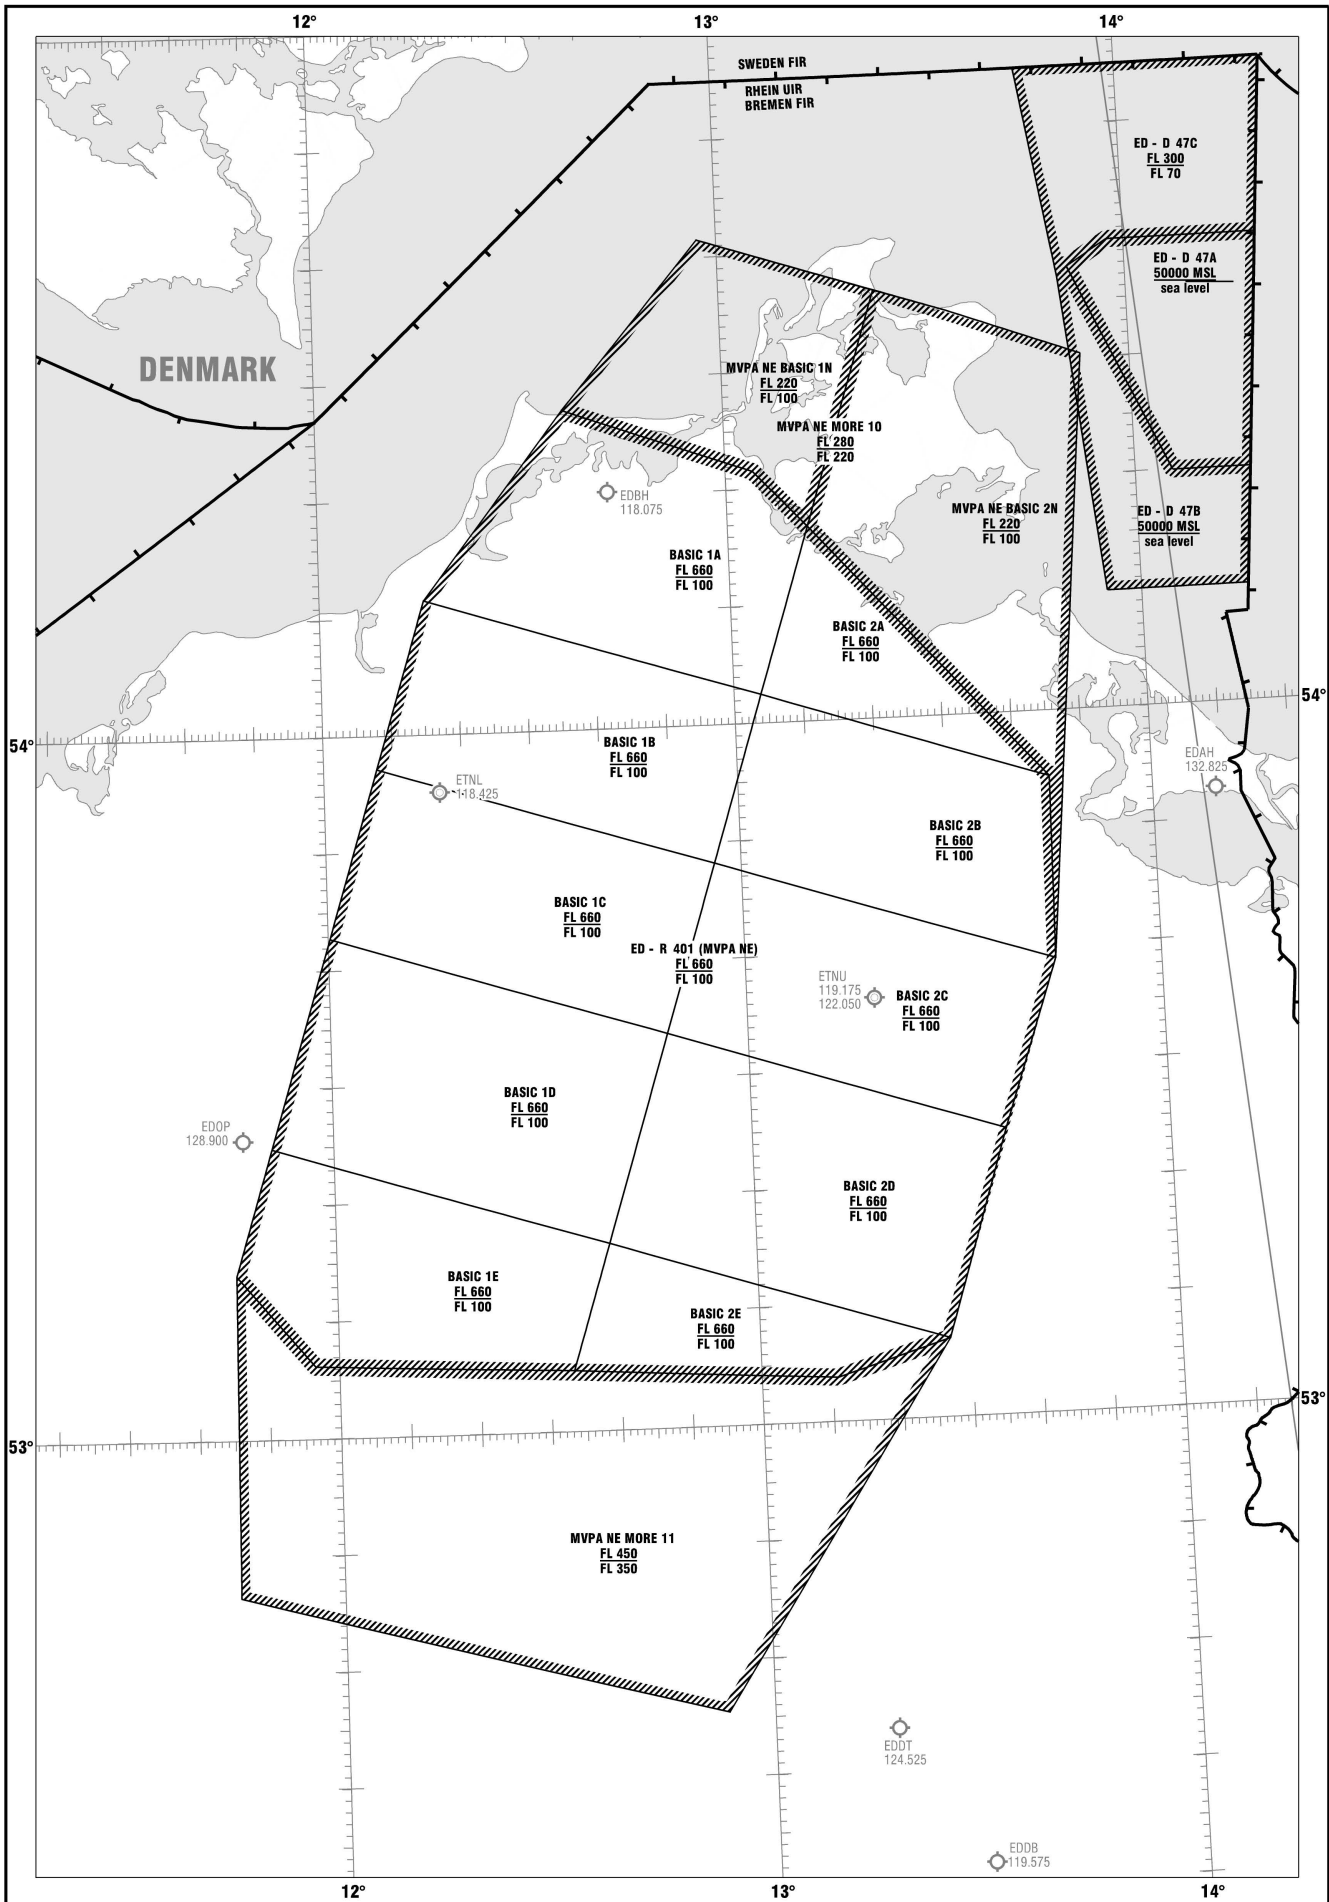 12°
13°
14°
SWEDEN FIR
RHEIN UIR
BREMEN FIR
ED - D 47C
FL 300
FL 70
ED - D 47A
50000 MSL
sea level
DENMARK
MVPA NE BASIC 1N
FL 220
FL 100
MVPA NE MORE 10
FL 280
FL 220
EDBH
118.075
MVPA NE BASIC 2N
FL 220
FL 100
ED - D 47B
50000 MSL
sea level
BASIC 1A
FL 660
FL 100
BASIC 2A
FL 660
FL 100
54°
54°
BASIC 1B
FL 660
FL 100
EDAH
132.825
ETNL
118.425
BASIC 2B
FL 660
FL 100
BASIC 1C
FL 660
FL 100
ED - R 401 (MVPA NE)
FL 660
FL 100
ETNU
119.175
122.050
BASIC 2C
FL 660
FL 100
BASIC 1D
FL 660
FL 100
EDOP
128.900
BASIC 2D
FL 660
FL 100
BASIC 1E
FL 660
FL 100
BASIC 2E
FL 660
FL 100
53°
53°
MVPA NE MORE 11
FL 450
FL 350
EDDT
124.525
EDDB
119.575
12°
13°
14°